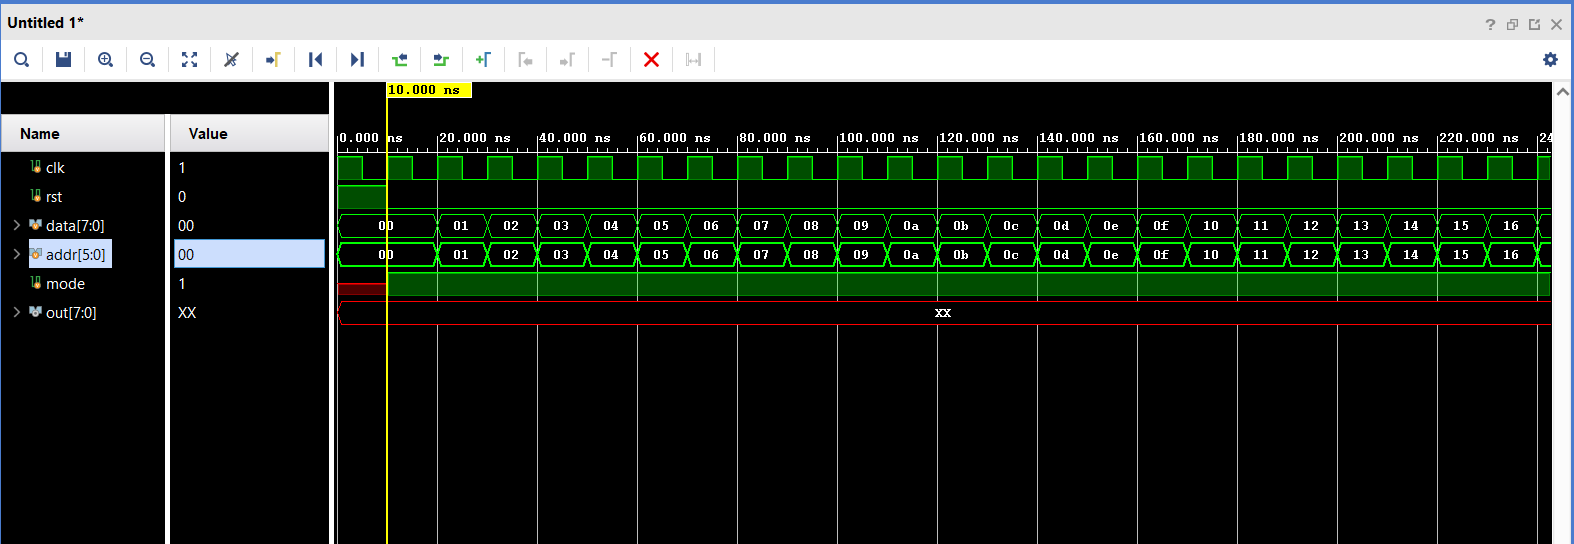 Untitled 1*
?
10.000 ns
Name Value
0.000 ns 20.000 ns 40.000 ns 60.000 ns 80.000 ns 100.000 ns 120.000 ns 140.000 ns 160.000 ns 180.000 ns 200.000 ns 220.000 ns 24
clk 1
rst 0
data[7:0] 00 00 01 02 03 04 05 06 07 08 09 0a 0b 0c 0d 0e 0f 10 11 12 13 14 15 16
addr[5:0] 00 00 01 02 03 04 05 06 07 08 09 0a 0b 0c 0d 0e 0f 10 11 12 13 14 15 16
mode 1
out[7:0] XX XX